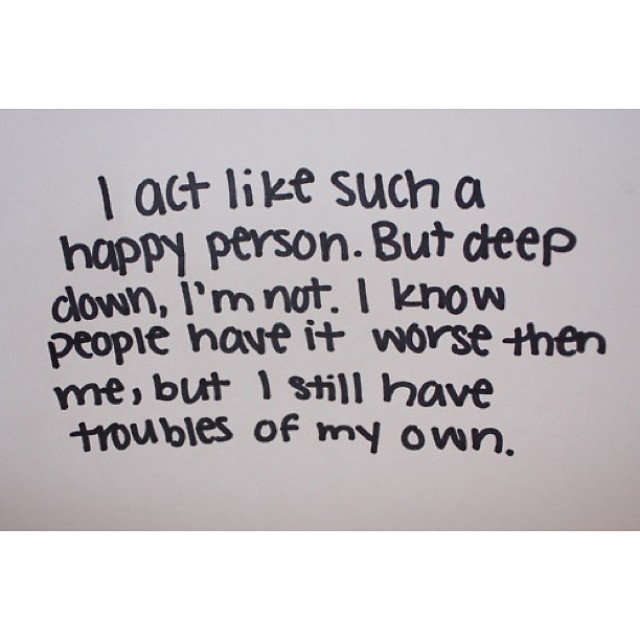 I act like such a
happy person. But deep
down, I'm not. I know
people have it worse then
me, but I still have
troubles of my own.